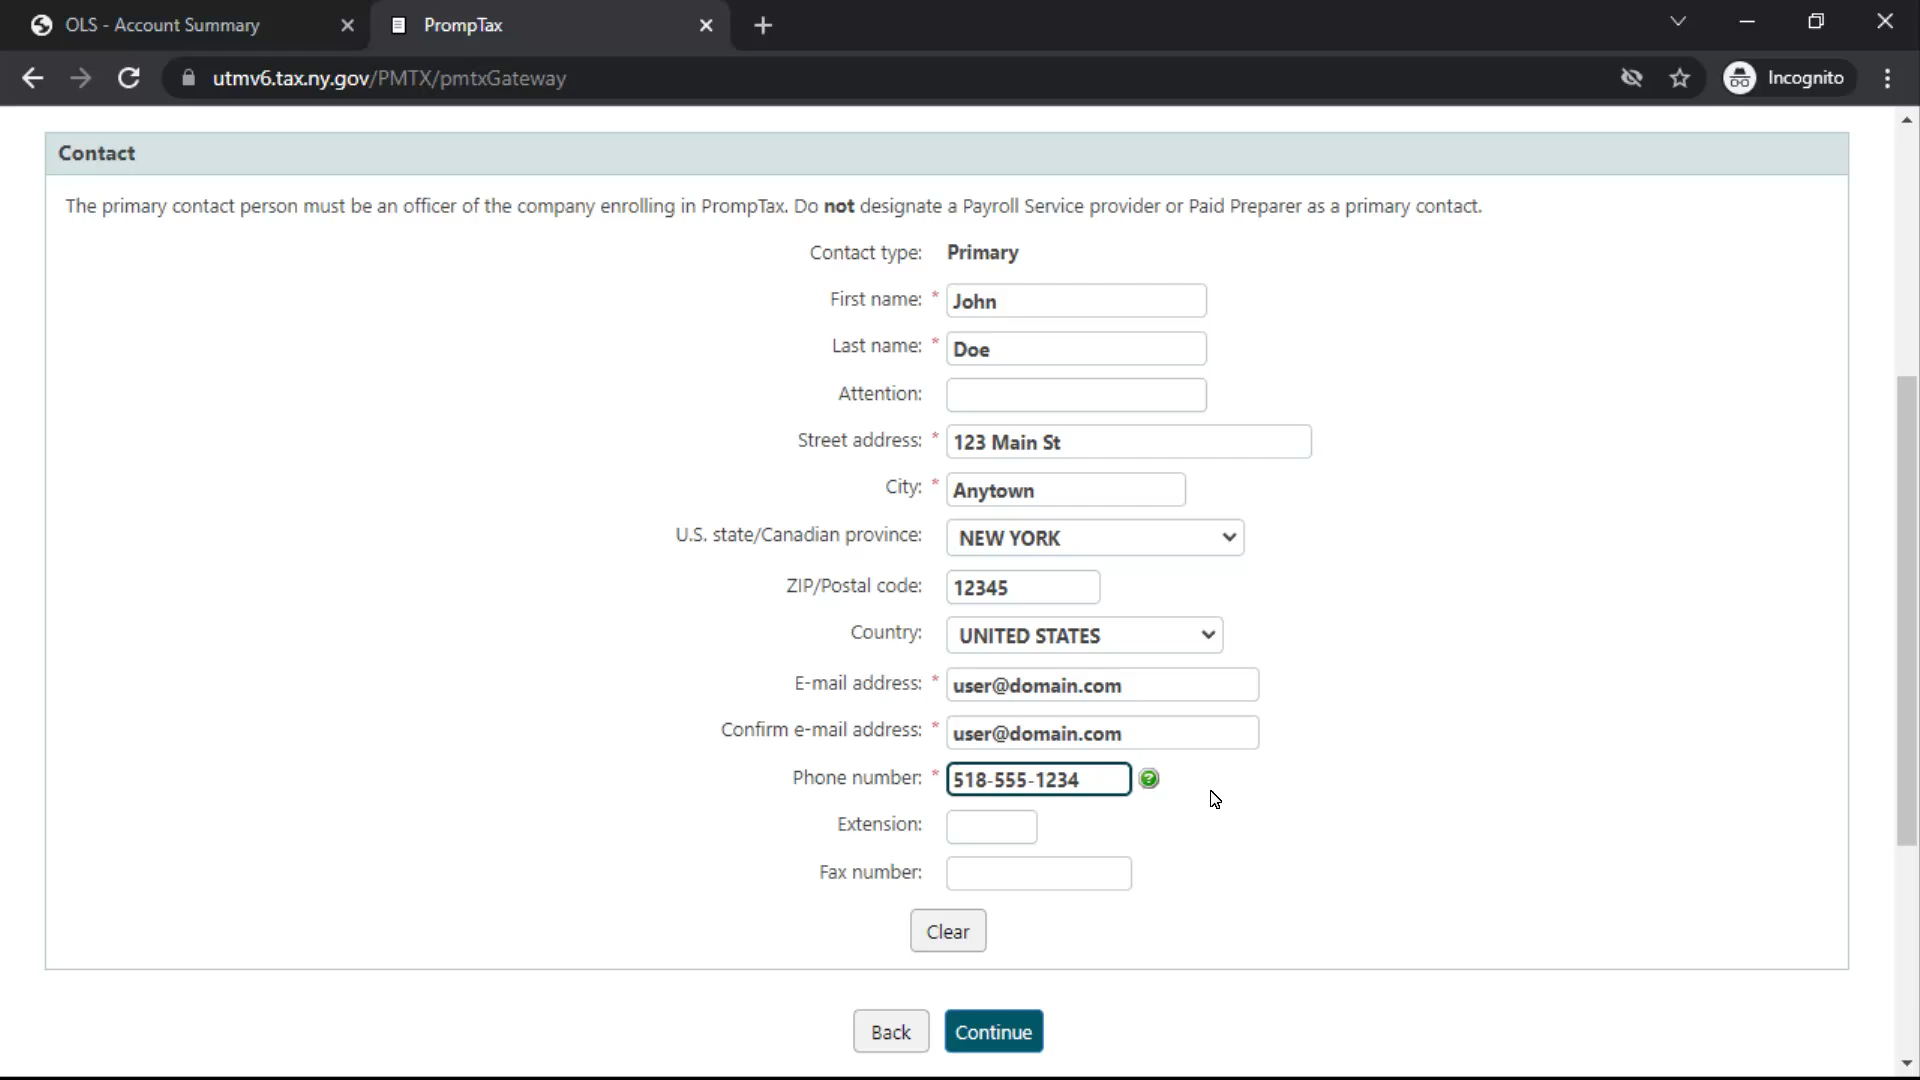 OLS - Account Summary
PrompTax
utmv6.tax.ny.gov/PMTX/pmtxGateway
Incognito
Contact
The primary contact person must be an officer of the company enrolling in PrompTax. Do not designate a Payroll Service provider or Paid Preparer as a primary contact.
Contact type: Primary
First name: * John
Last name: * Doe
Attention:
Street address: * 123 Main St
City: * Anytown
U.S. state/Canadian province: NEW YORK
ZIP/Postal code: 12345
Country: UNITED STATES
E-mail address: * user@domain.com
Confirm e-mail address: * user@domain.com
Phone number: * 518-555-1234 ?
Extension:
Fax number:
Clear
Back Continue